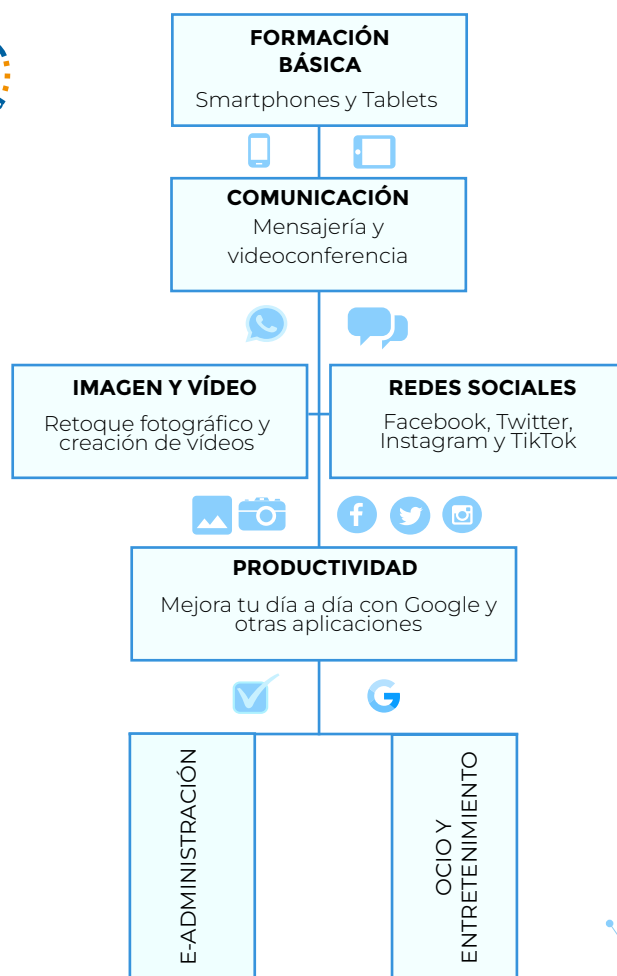 FORMACIÓN
BÁSICA
Smartphones y Tablets
COMUNICACIÓN
Mensajería y
videoconferencia
IMAGEN Y VÍDEO
Retoque fotográfico y
creación de vídeos
REDES SOCIALES
Facebook, Twitter,
Instagram y TikTok
PRODUCTIVIDAD
Mejora tu día a día con Google y
otras aplicaciones
E-ADMINISTRACIÓN
OCIO Y
ENTRETENIMIENTO